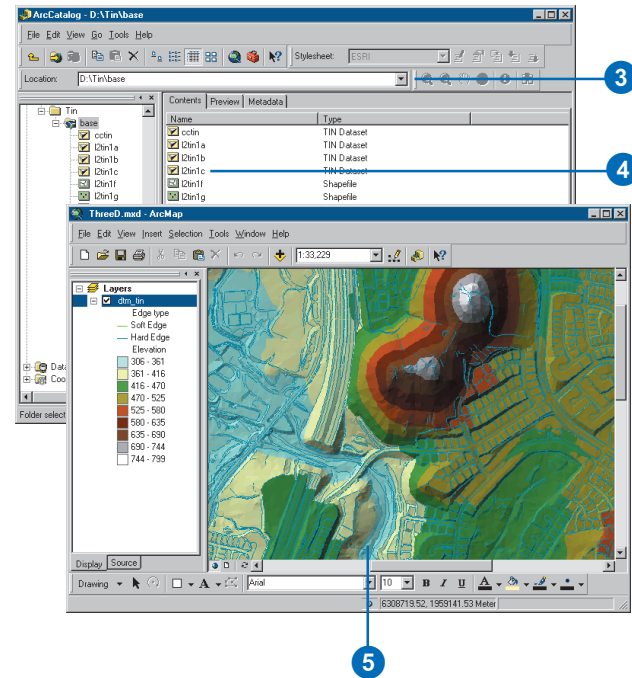 ArcCatalog - D:\Tin\base
File Edit View Go Tools Help
Stylesheet: ESRI
Location: D:\Tin\base
3
Contents Preview Metadata
Tin
base
cctin
l2tin1a
l2tin1b
l2tin1c
l2tin1f
l2tin1g
Name Type
cctin TIN Dataset
l2tin1a TIN Dataset
l2tin1b TIN Dataset
l2tin1c TIN Dataset
4
l2tin1f Shapefile
l2tin1g Shapefile
Data
Coo
Folder select
ThreeD.mxd - ArcMap
File Edit View Insert Selection Tools Window Help
1:33,229
Layers
dtm_tin
Edge type
Soft Edge
Hard Edge
Elevation
306 - 361
361 - 416
416 - 470
470 - 525
525 - 580
580 - 635
635 - 690
690 - 744
744 - 799
Display Source
Drawing A Arial 10 B I U A
6308719.52, 1959141.53 Meter
5